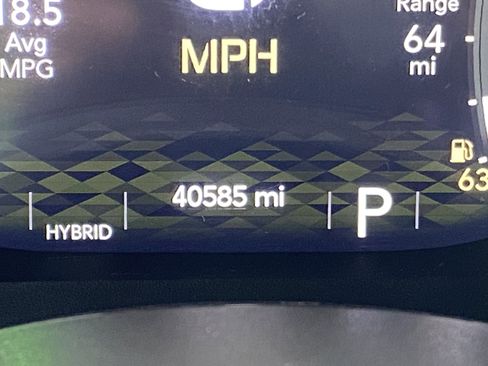 18.5
Avg
MPG
MPH
Range
64
mi
63
40585 mi
HYBRID
P